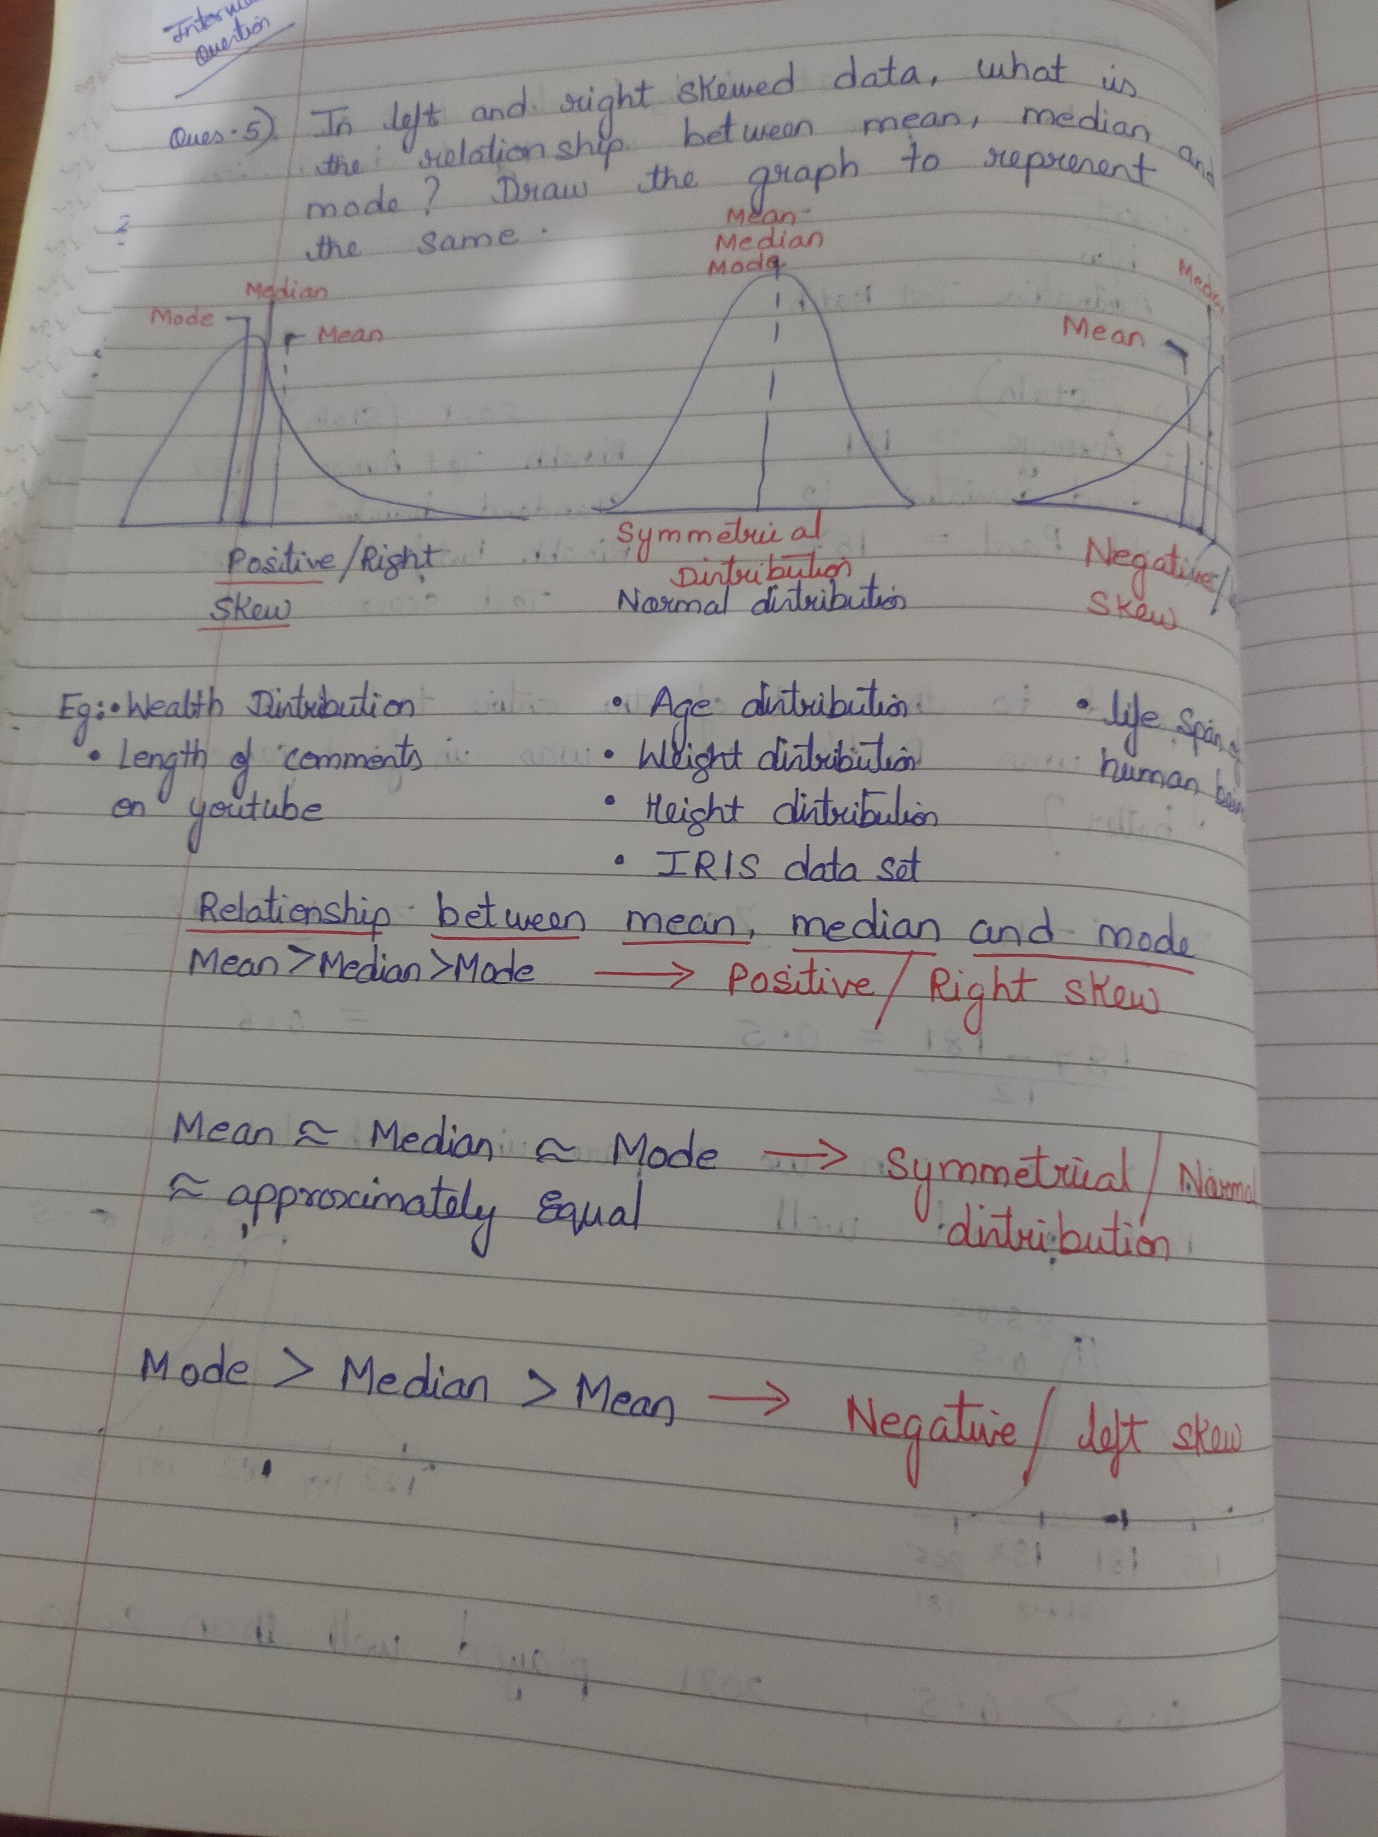 Question
Ques. 5) In left and right skewed data, what is
the relationship between mean, median and
mode? Draw the graph to represent
the same.
Mean
Median
Mode
Median
Mode
Mean
Mean
Positive/Right
Skew
Symmetrical
Distribution
Normal distribution
Negative/
Skew
Eg:• Wealth Distribution
• Length of comments
on youtube
• Age distribution
• Weight distribution
• Height distribution
• IRIS data set
• life span of
human
Relationship between mean, median and mode
Mean > Median > Mode → Positive / Right skew
Mean ≈ Median ≈ Mode → Symmetrical / Normal
≈ approximately Equal
distribution
Mode > Median > Mean → Negative / left skew